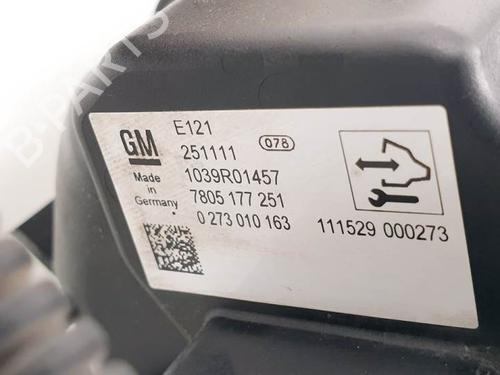 B-PARTS
GM
E121
251111
078
Made in Germany
1039R01457
7805 177 251
0 273 010 163
111529 000273